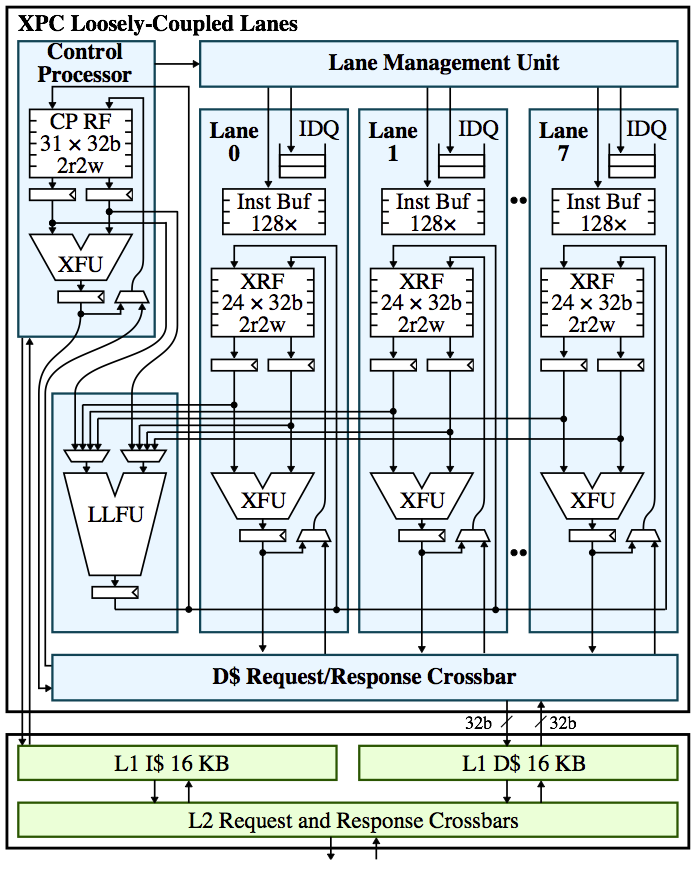 XPC Loosely-Coupled Lanes
Control
Processor
Lane Management Unit
CP RF
31 × 32b
2r2w
XFU
Lane
0
IDQ
Inst Buf
128×
XRF
24 × 32b
2r2w
XFU
Lane
1
IDQ
Inst Buf
128×
XRF
24 × 32b
2r2w
XFU
Lane
7
IDQ
Inst Buf
128×
XRF
24 × 32b
2r2w
XFU
LLFU
D$ Request/Response Crossbar
32b
32b
L1 I$ 16 KB
L1 D$ 16 KB
L2 Request and Response Crossbars